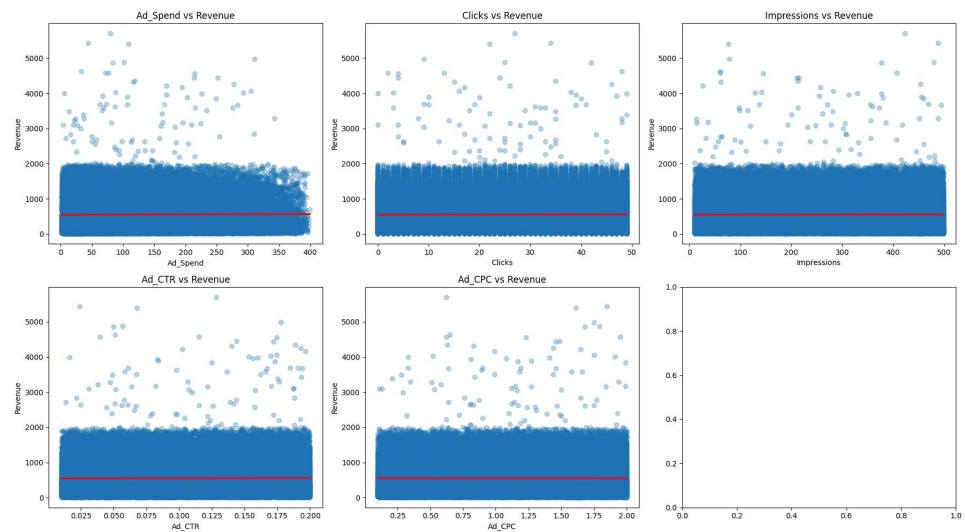 Ad_Spend vs Revenue
Revenue
5000
4000
3000
2000
1000
0
0 50 100 150 200 250 300 350 400
Ad_Spend
Clicks vs Revenue
Revenue
5000
4000
3000
2000
1000
0
0 10 20 30 40 50
Clicks
Impressions vs Revenue
Revenue
5000
4000
3000
2000
1000
0
0 100 200 300 400 500
Impressions
Ad_CTR vs Revenue
Revenue
5000
4000
3000
2000
1000
0
0.025 0.050 0.075 0.100 0.125 0.150 0.175 0.200
Ad_CTR
Ad_CPC vs Revenue
Revenue
5000
4000
3000
2000
1000
0
0.25 0.50 0.75 1.00 1.25 1.50 1.75 2.00
Ad_CPC
1.0
0.8
0.6
0.4
0.2
0.0
0.0 0.2 0.4 0.6 0.8 1.0